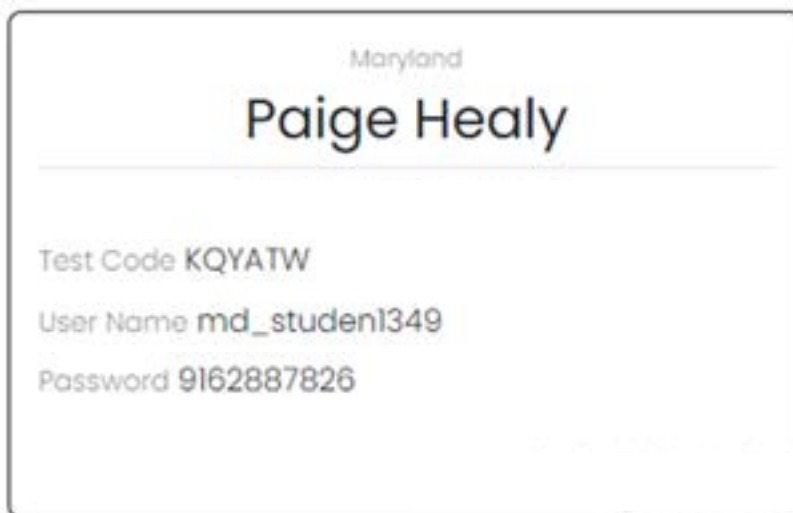 Maryland
Paige Healy
Test Code KQYATW
User Name md_studen1349
Password 9162887826